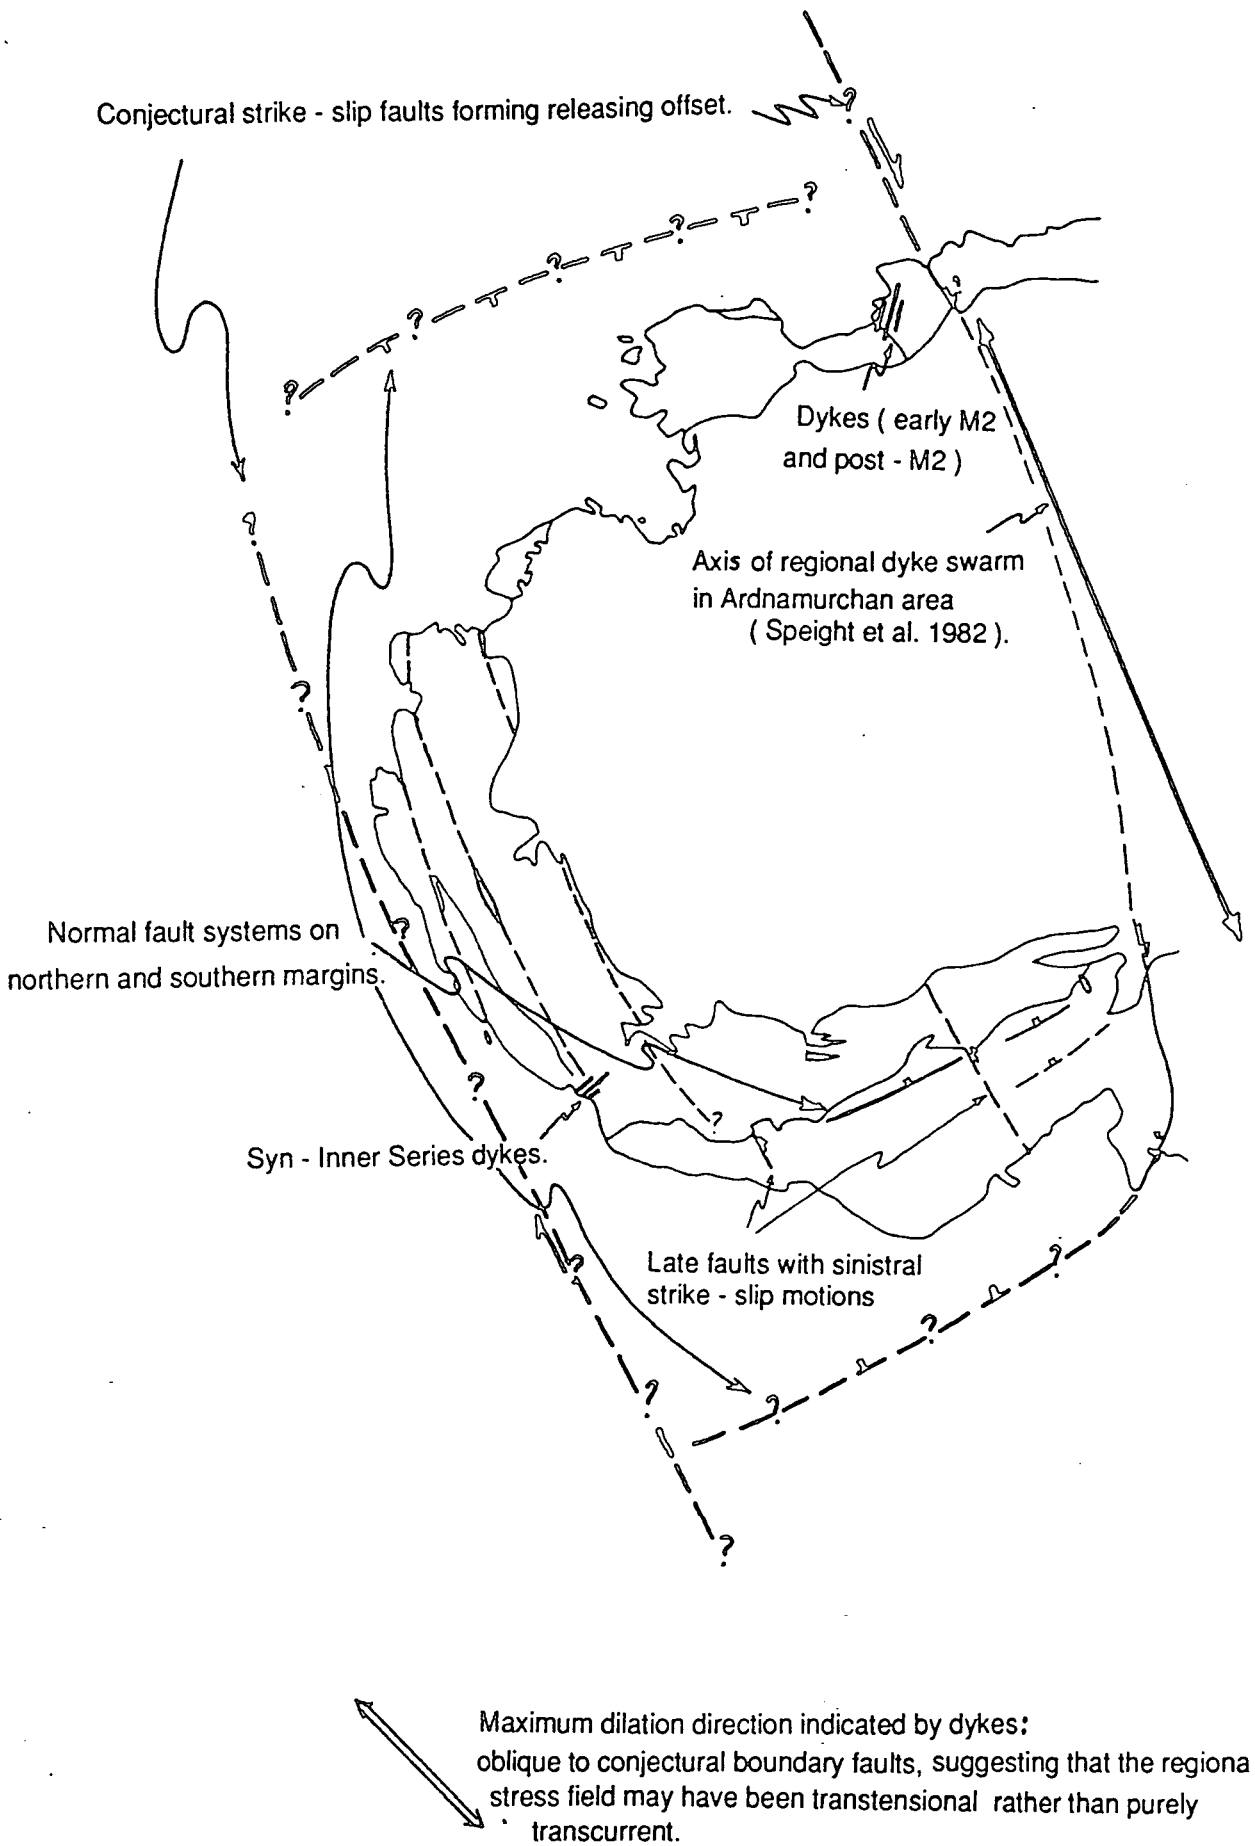 Conjectural strike - slip faults forming releasing offset.
?
?
?
?
?
?
?
Dykes ( early M2
and post - M2 )
?
Axis of regional dyke swarm
in Ardnamurchan area
( Speight et al. 1982 ).
?
Normal fault systems on
northern and southern margins.
?
?
?
Syn - Inner Series dykes.
Late faults with sinistral
strike - slip motions
?
?
?
?
?
?
Maximum dilation direction indicated by dykes:
oblique to conjectural boundary faults, suggesting that the regiona
stress field may have been transtensional rather than purely
transcurrent.